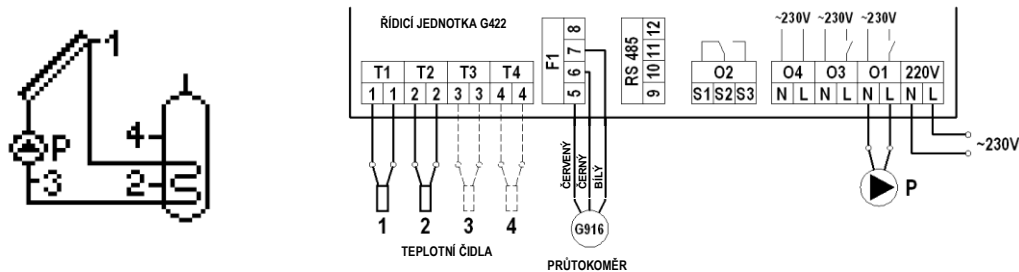 1
P
4
3
2
ŘÍDICÍ JEDNOTKA G422
~230V ~230V ~230V
T1 T2 T3 T4
1 1 2 2 3 3 4 4
F1
5 6 7 8
RS 485
9 10 11 12
O2
S1 S2 S3
O4 O3 O1 220V
N L N L N L N L
~230V
ČERVENÝ
ČERNÝ
BÍLÝ
P
1 2 3 4
G916
TEPLOTNÍ ČIDLA
PRŮTOKOMĚR